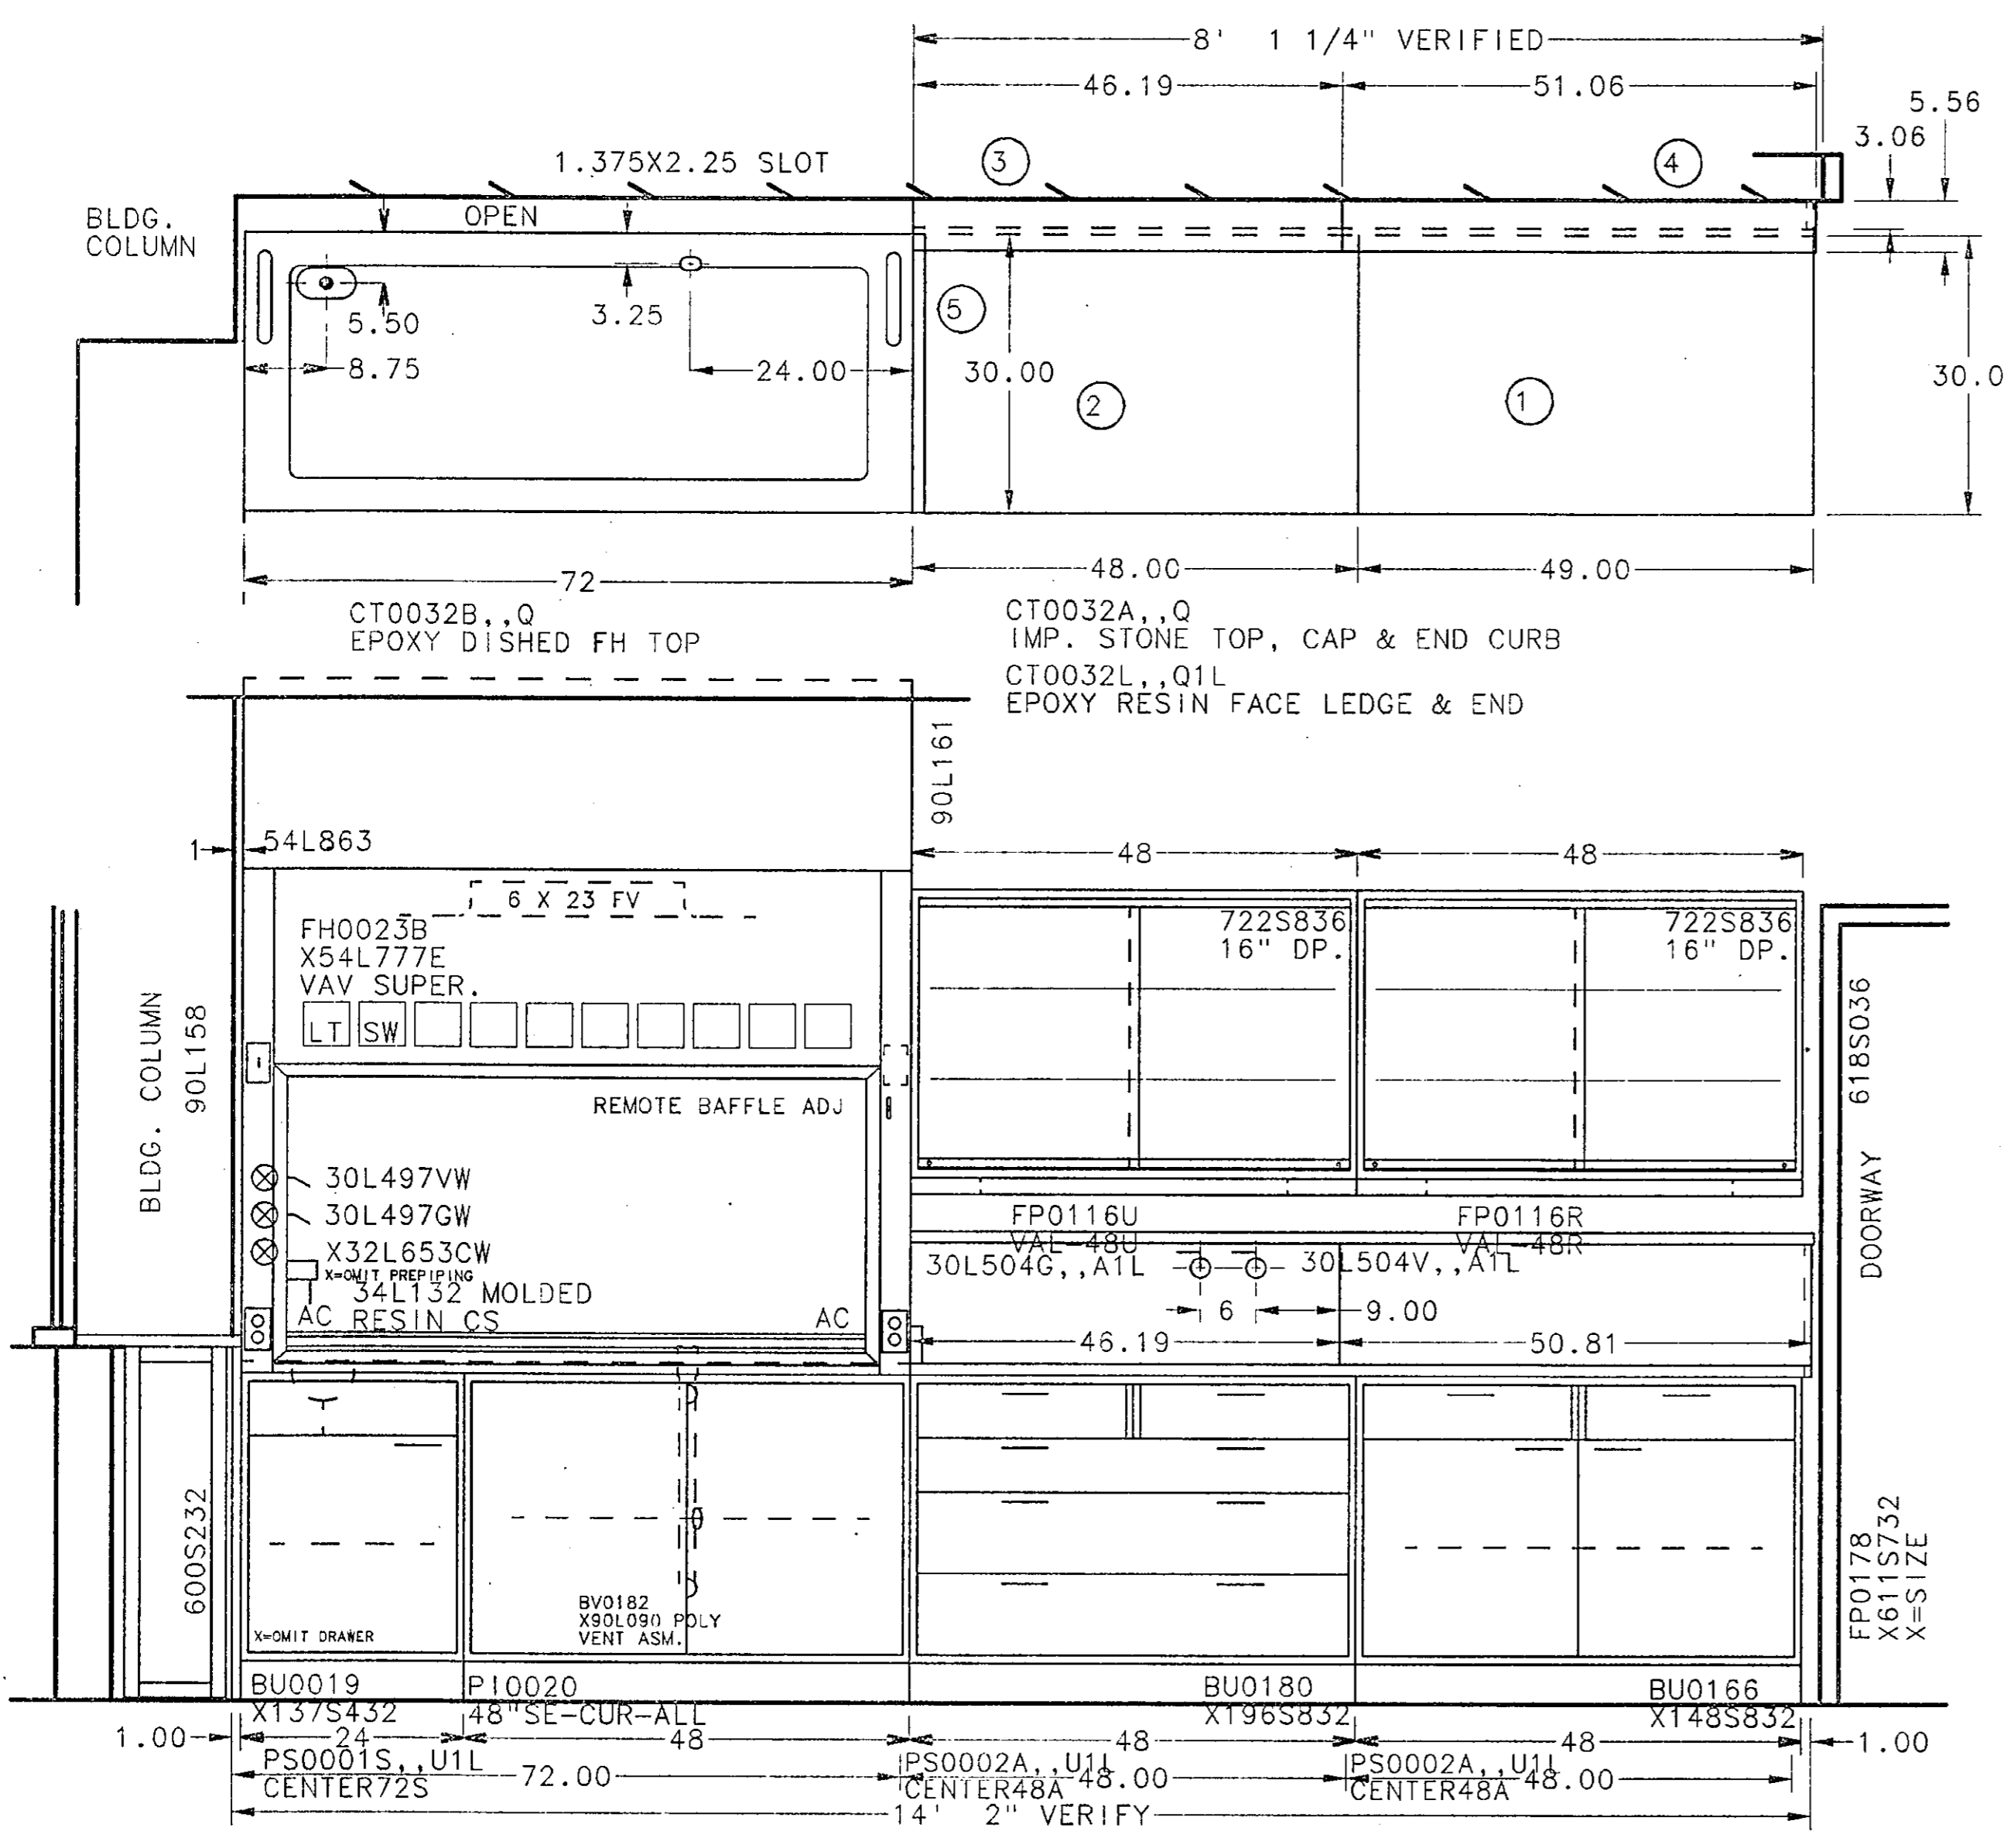 8' 1 1/4" VERIFIED
46.19
51.06
5.56
3.06
1.375X2.25 SLOT
3
4
BLDG.
COLUMN
OPEN
5.50
3.25
5
8.75
24.00
30.00
30.0
2
1
72
48.00
49.00
CT0032B,,Q
EPOXY DISHED FH TOP
CT0032A,,Q
IMP. STONE TOP, CAP & END CURB
CT0032L,,Q1L
EPOXY RESIN FACE LEDGE & END
90L161
1
54L863
48
48
6 X 23 FV
FH0023B
X54L777E
VAV SUPER.
LT
SW
722S836
16" DP.
722S836
16" DP.
BLDG. COLUMN
90L158
618S036
DOORWAY
REMOTE BAFFLE ADJ
30L497VW
30L497GW
X32L653CW
X=OMIT PREPIPING
34L132 MOLDED
RESIN CS
AC
AC
FP0116U
VAL-48U
FP0116R
VAL-48R
30L504G,,A1L
30L504V,,A1L
6
9.00
46.19
50.81
600S232
X=OMIT DRAWER
BV0182
X90L090 POLY
VENT ASM.
FP0178
X611S732
X=SIZE
BU0019
X137S432
PI0020
48"SE-CUR-ALL
BU0180
X196S832
BU0166
X148S832
1.00
24
48
48
48
1.00
PS0001S,,U1L
CENTER72S
72.00
PS0002A,,U1L
CENTER48A
48.00
PS0002A,,U1L
CENTER48A
48.00
14' 2" VERIFY